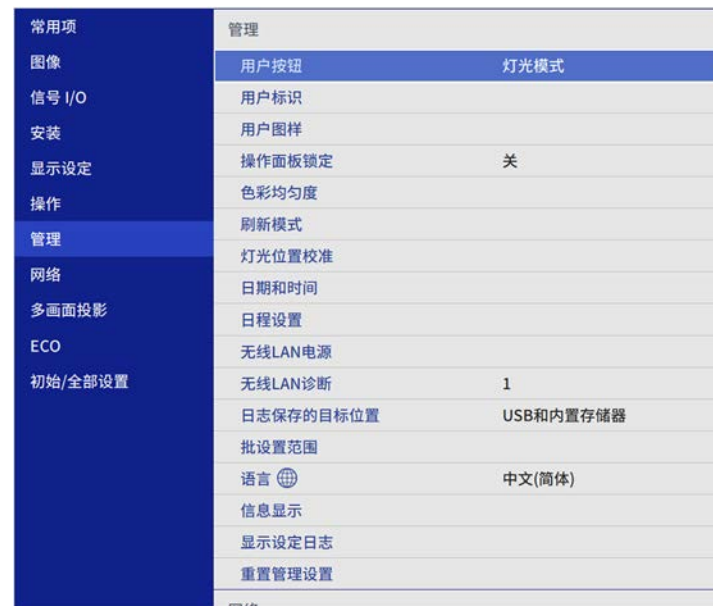 常用项
图像
信号 I/O
安装
显示设定
操作
管理
网络
多画面投影
ECO
初始/全部设置
管理
用户按钮 灯光模式
用户标识
用户图样
操作面板锁定 关
色彩均匀度
刷新模式
灯光位置校准
日期和时间
日程设置
无线LAN电源
无线LAN诊断 1
日志保存的目标位置 USB和内置存储器
批设置范围
语言 中文(简体)
信息显示
显示设定日志
重置管理设置